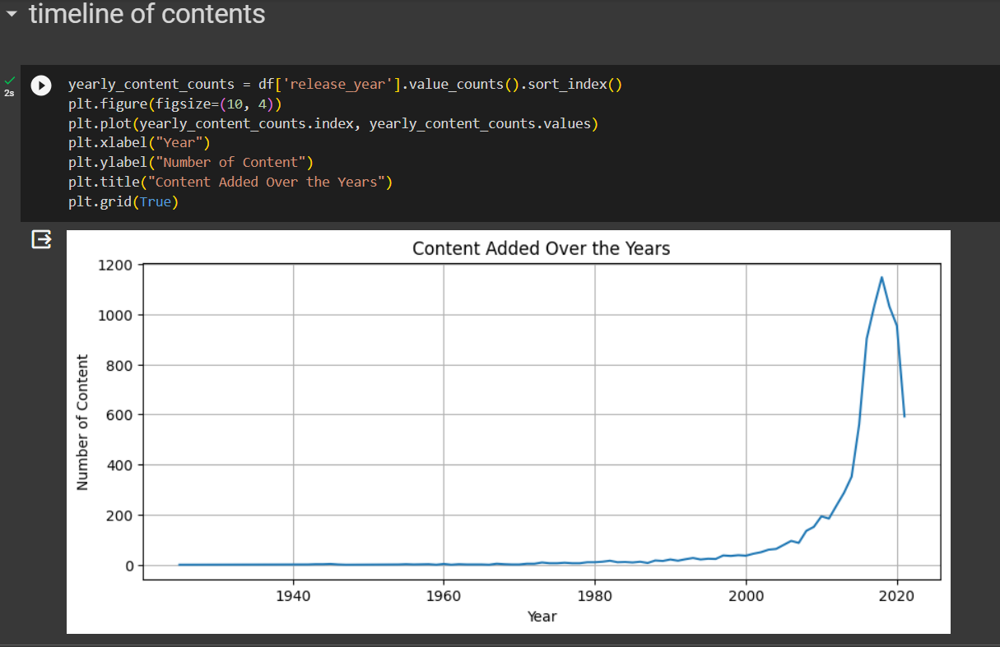 timeline of contents
2s
yearly_content_counts = df['release_year'].value_counts().sort_index()
plt.figure(figsize=(10, 4))
plt.plot(yearly_content_counts.index, yearly_content_counts.values)
plt.xlabel("Year")
plt.ylabel("Number of Content")
plt.title("Content Added Over the Years")
plt.grid(True)
Content Added Over the Years
1200
1000
800
600
400
200
0
Number of Content
1940 1960 1980 2000 2020
Year